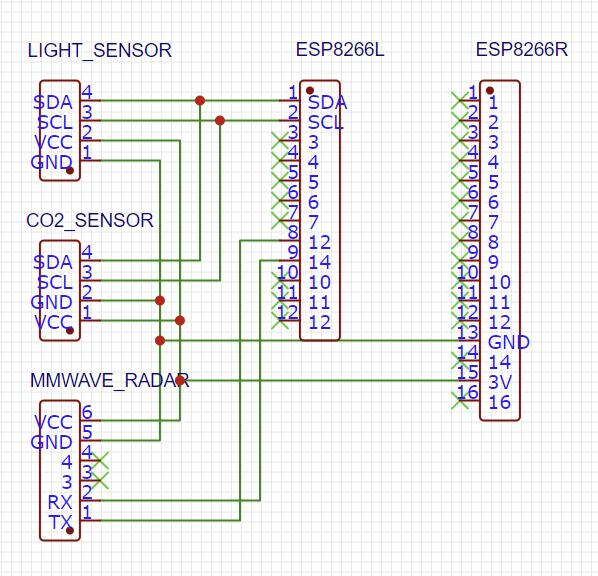 LIGHT_SENSOR
SDA 4
SCL 3
VCC 2
GND 1
CO2_SENSOR
SDA 4
SCL 3
GND 2
VCC 1
MMWAVE_RADAR
VCC 6
GND 5
4 4
3 3
RX 2
TX 1
ESP8266L
1 SDA
2 SCL
3 3
4 4
5 5
6 6
7 7
8 12
9 14
10 10
11 11
12 12
ESP8266R
1 1
2 2
3 3
4 4
5 5
6 6
7 7
8 8
9 9
10 10
11 11
12 12
13 GND
14 14
15 3V
16 16